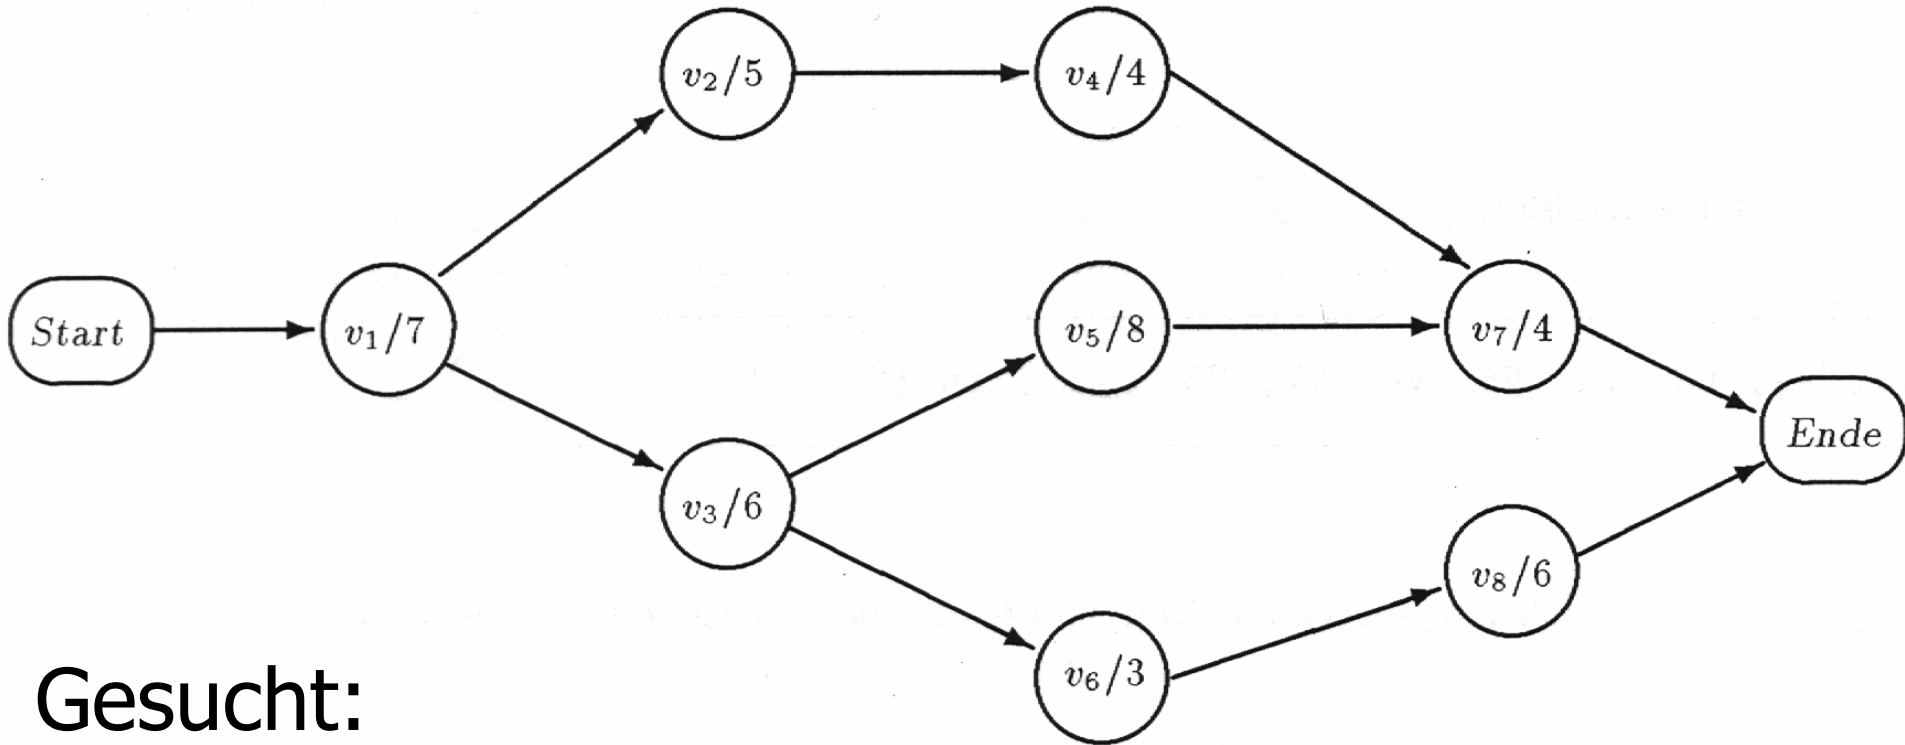 v2/5
v4/4
Start
v1/7
v5/8
v7/4
Ende
v3/6
v8/6
v6/3
Gesucht: